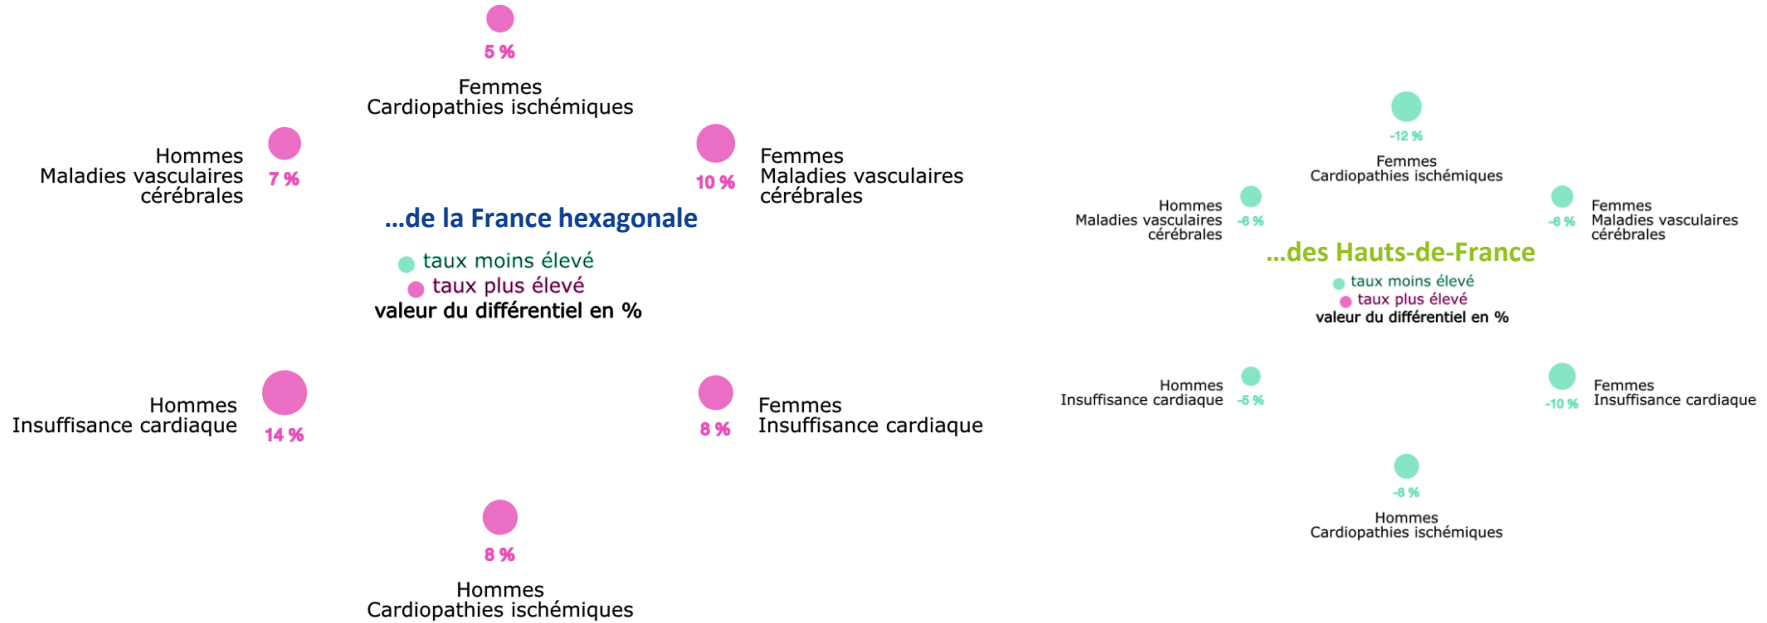 5 %
Femmes
Cardiopathies ischémiques
Hommes
Maladies vasculaires
cérébrales
7 %
10 %
Femmes
Maladies vasculaires
cérébrales
...de la France hexagonale
taux moins élevé
taux plus élevé
valeur du différentiel en %
Hommes
Insuffisance cardiaque
14 %
8 %
Femmes
Insuffisance cardiaque
8 %
Hommes
Cardiopathies ischémiques
-12 %
Femmes
Cardiopathies ischémiques
Hommes
Maladies vasculaires
cérébrales
-6 %
-6 %
Femmes
Maladies vasculaires
cérébrales
...des Hauts-de-France
taux moins élevé
taux plus élevé
valeur du différentiel en %
Hommes
Insuffisance cardiaque
-5 %
-10 %
Femmes
Insuffisance cardiaque
-8 %
Hommes
Cardiopathies ischémiques